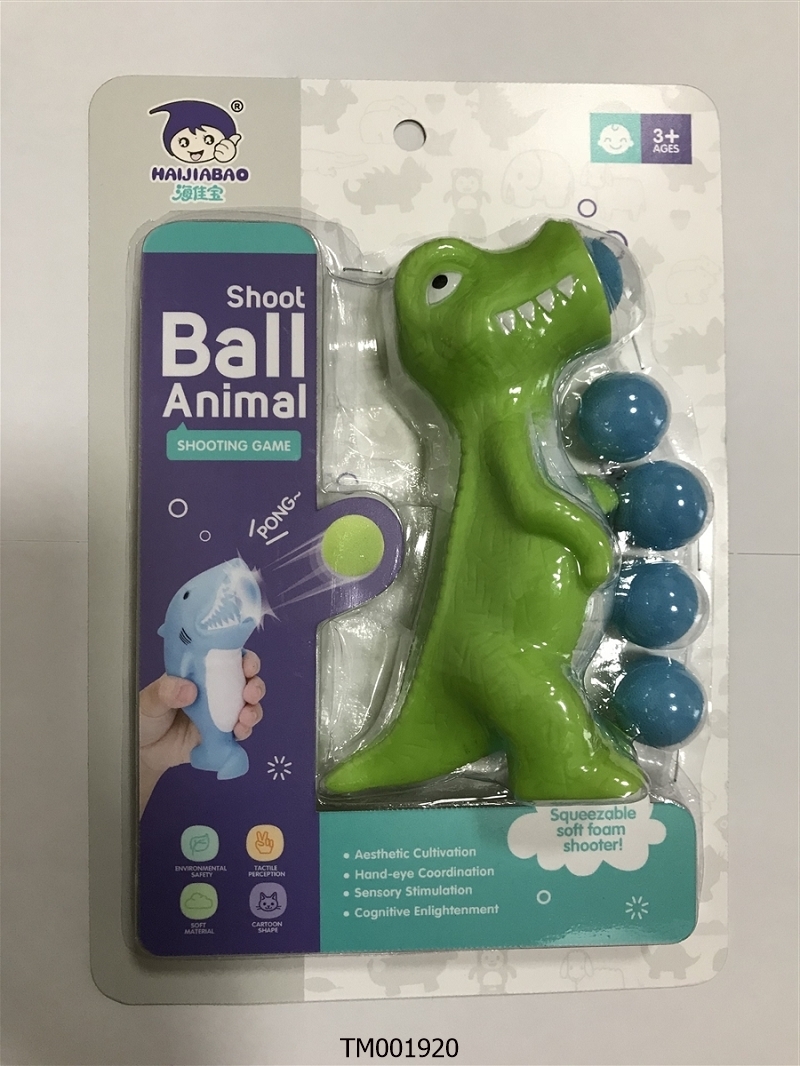 HAIJIABAO
海佳宝
®
3+
AGES
Shoot
Ball
Animal
SHOOTING GAME
PONG~
ENVIRONMENTAL
SAFETY
TACTILE
PERCEPTION
SOFT
MATERIAL
CARTOON
SHAPE
• Aesthetic Cultivation
• Hand-eye Coordination
• Sensory Stimulation
• Cognitive Enlightenment
Squeezable
soft foam
shooter!
TM001920